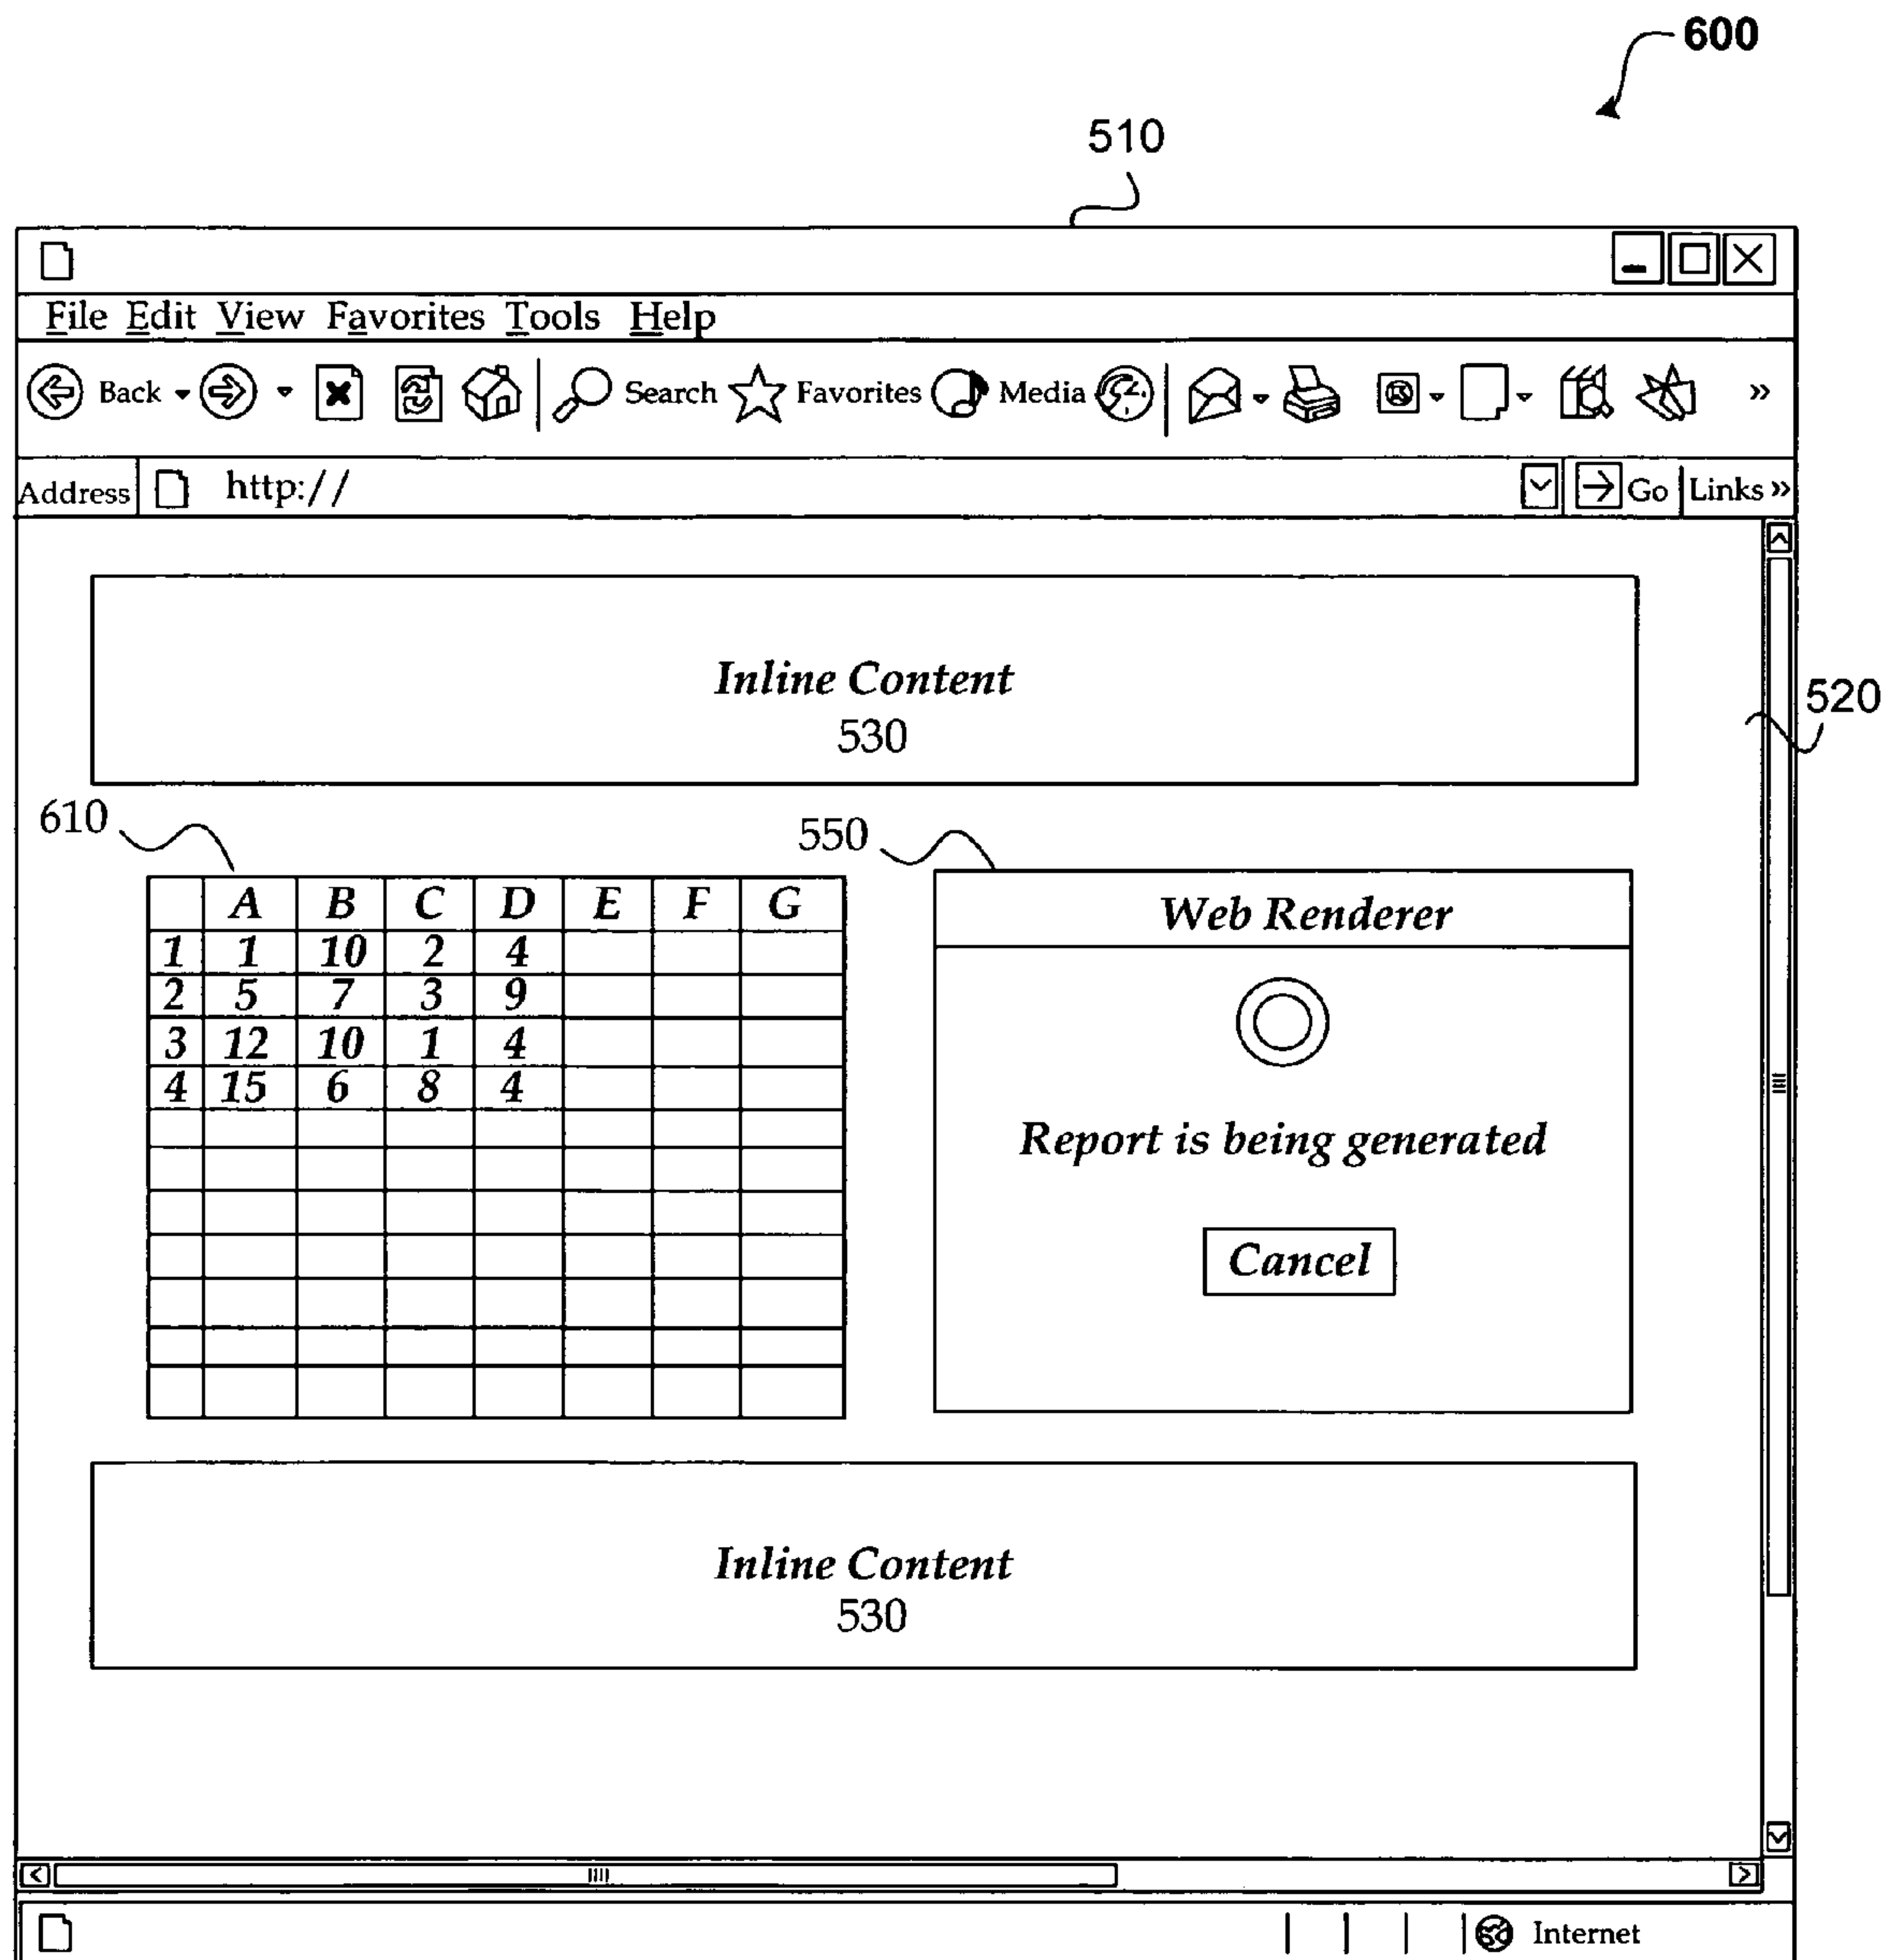 600
510
File Edit View Favorites Tools Help
Back Search Favorites Media
Address http:// Go Links »
Inline Content
530
520
610
550
A B C D E F G
1 1 10 2 4
2 5 7 3 9
3 12 10 1 4
4 15 6 8 4
Web Renderer
Report is being generated
Cancel
Inline Content
530
Internet